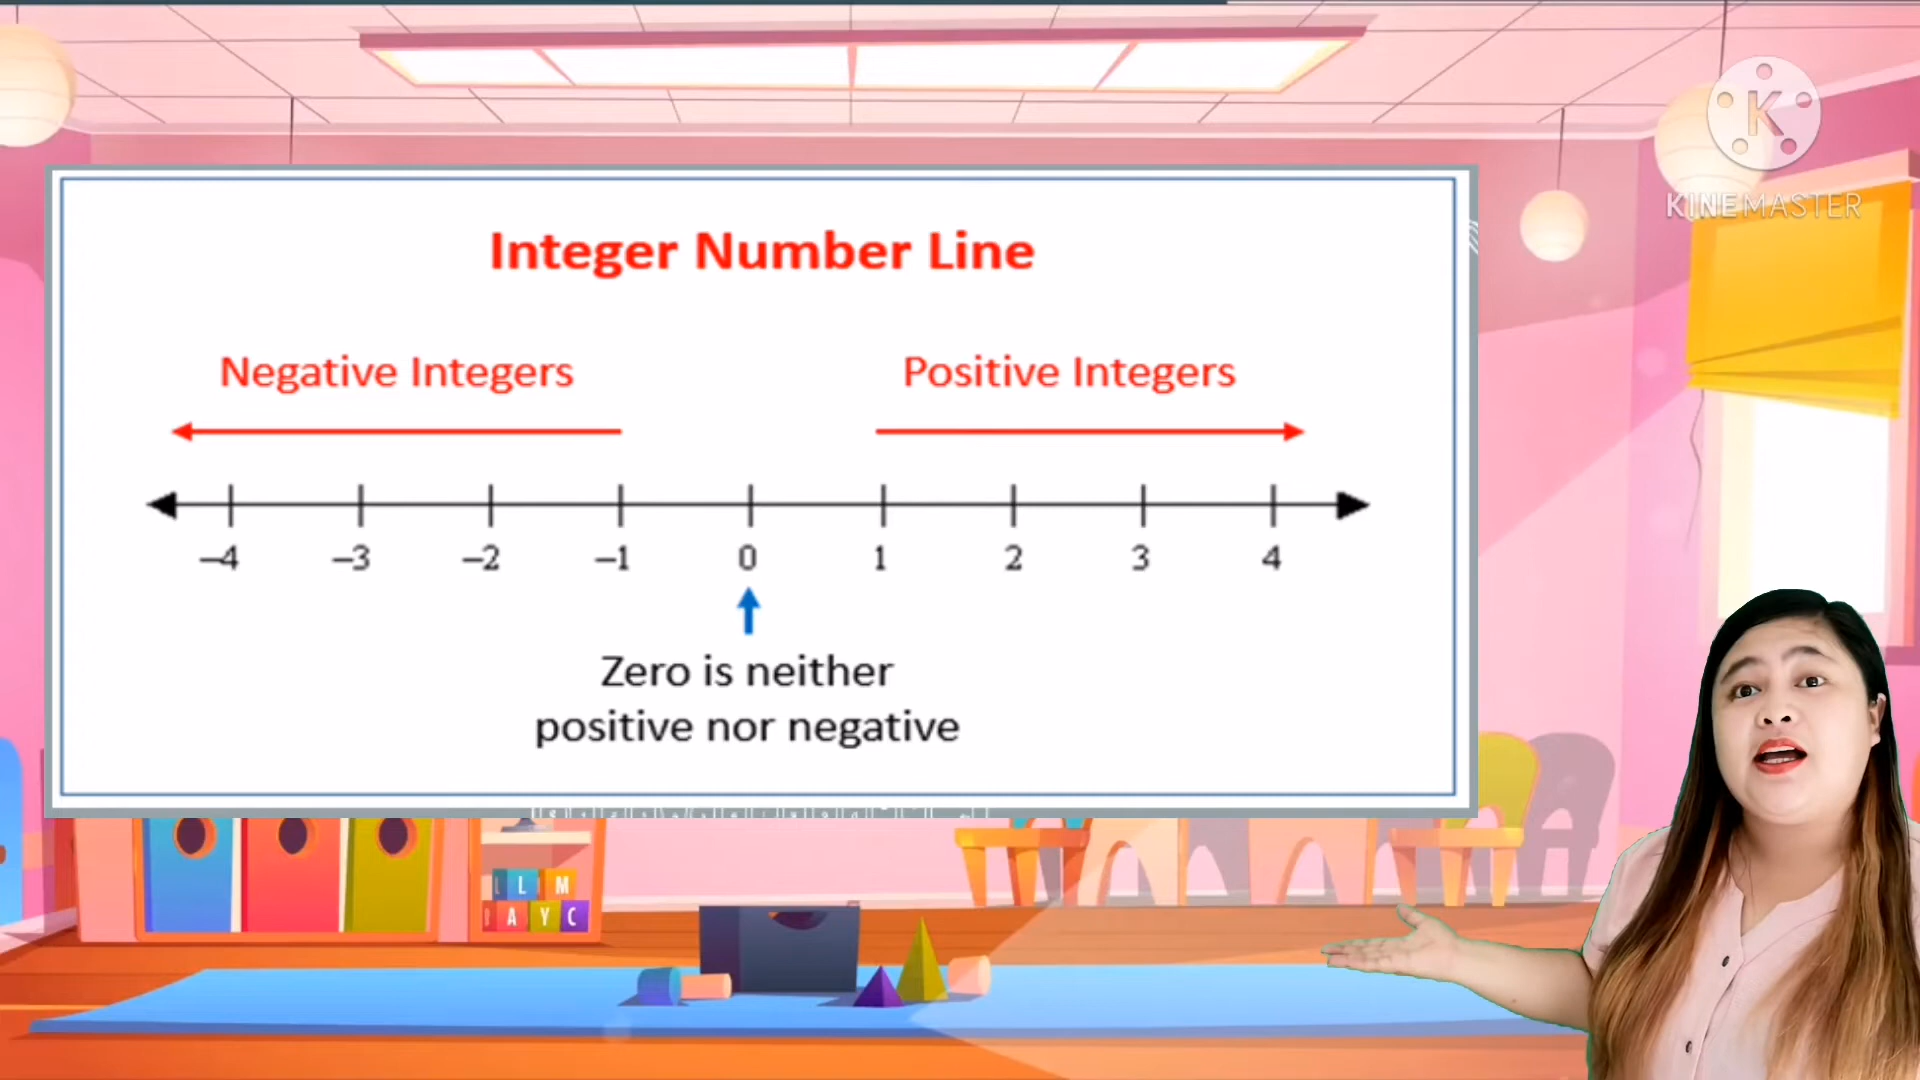 K
KINEMASTER
Integer Number Line
Negative Integers Positive Integers
–4 –3 –2 –1 0 1 2 3 4
Zero is neither
positive nor negative
L L M
A Y C